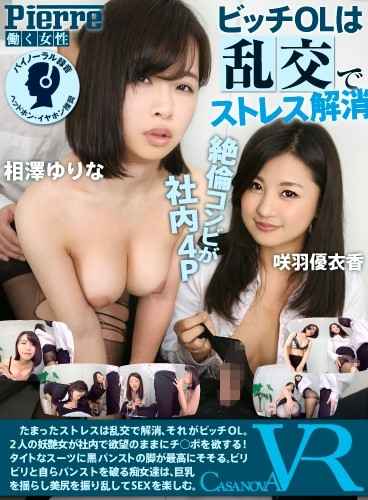 Pierre
働く女性
バイノーラル録音
ヘッドホン・イヤホン推奨
ビッチOLは
乱交で
ストレス解消
相澤ゆりな
絶倫コンビが
社内4P
咲羽優衣香
たまったストレスは乱交で解消、それがビッチOL。
2人の妖艶女が社内で欲望のままにチ◯ポを欲する!
タイトなスーツに黒パンストの脚が最高にそそる。ビリ
ビリと自らパンストを破る痴女達は、巨乳
を揺らし美尻を振り乱してSEXを楽しむ。
CASANOVA
VR